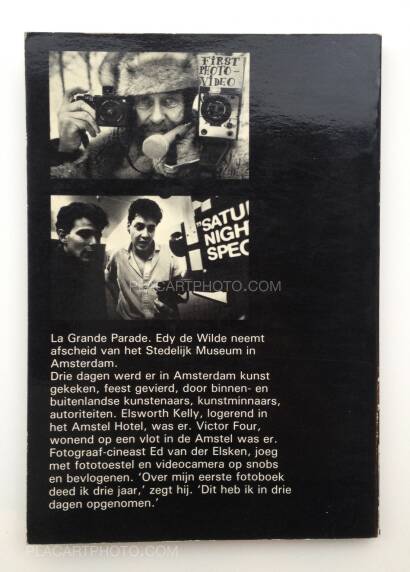 FiRST
PHOTO-
ViDEO
"SATU
NIGH
SPEC
PLACARTPHOTO.COM
La Grande Parade. Edy de Wilde neemt
afscheid van het Stedelijk Museum in
Amsterdam.
Drie dagen werd er in Amsterdam kunst
gekeken, feest gevierd, door binnen- en
buitenlandse kunstenaars, kunstminnaars,
autoriteiten. Elsworth Kelly, logerend in
het Amstel Hotel, was er. Victor Four,
wonend op een vlot in de Amstel was er.
Fotograaf-cineast Ed van der Elsken, joeg
met fototoestel en videocamera op snobs
en bevlogenen. 'Over mijn eerste fotoboek
deed ik drie jaar,' zegt hij. 'Dit heb ik in drie
dagen opgenomen.'
PLACARTPHOTO.COM